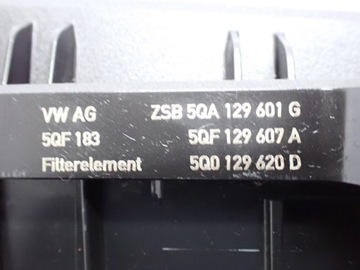 VW AG ZSB 5QA 129 601 G
5QF 183 5QF 129 607 A
Filterelement 5Q0 129 620 D